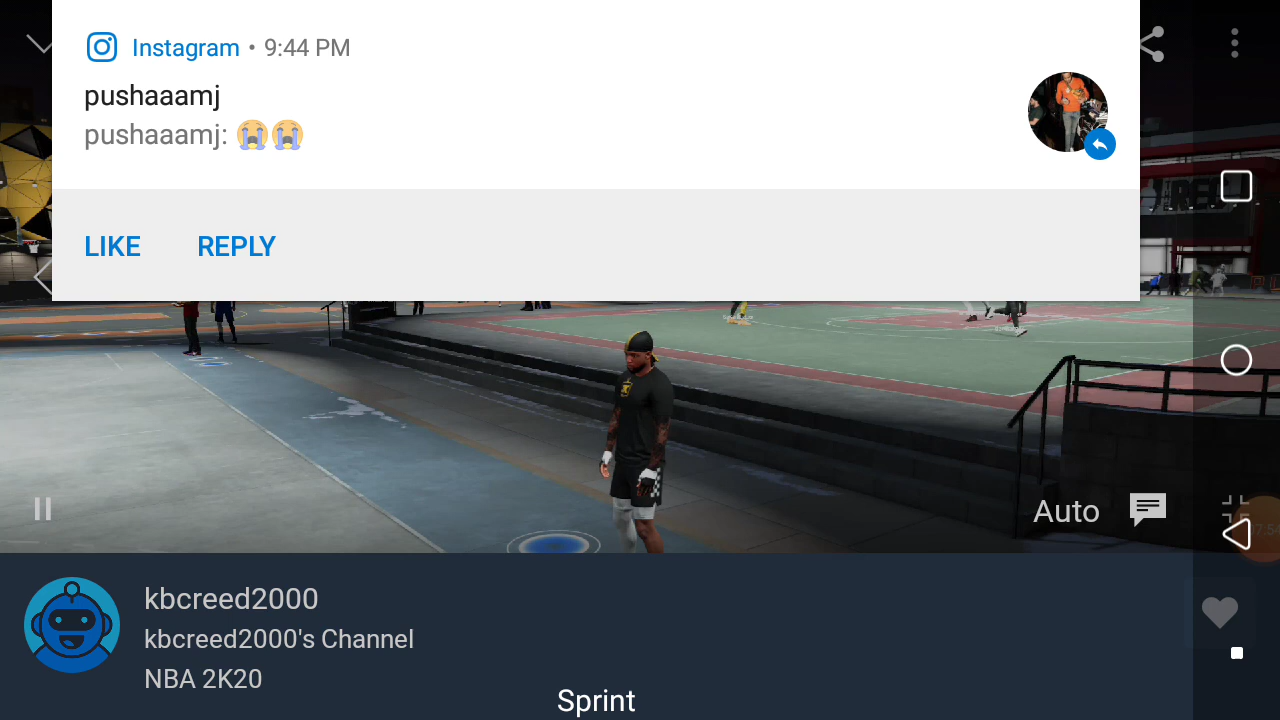 Instagram • 9:44 PM
pushaaamj
pushaaamj: 😭😭
LIKE REPLY
Auto
kbcreed2000
kbcreed2000's Channel
NBA 2K20
Sprint